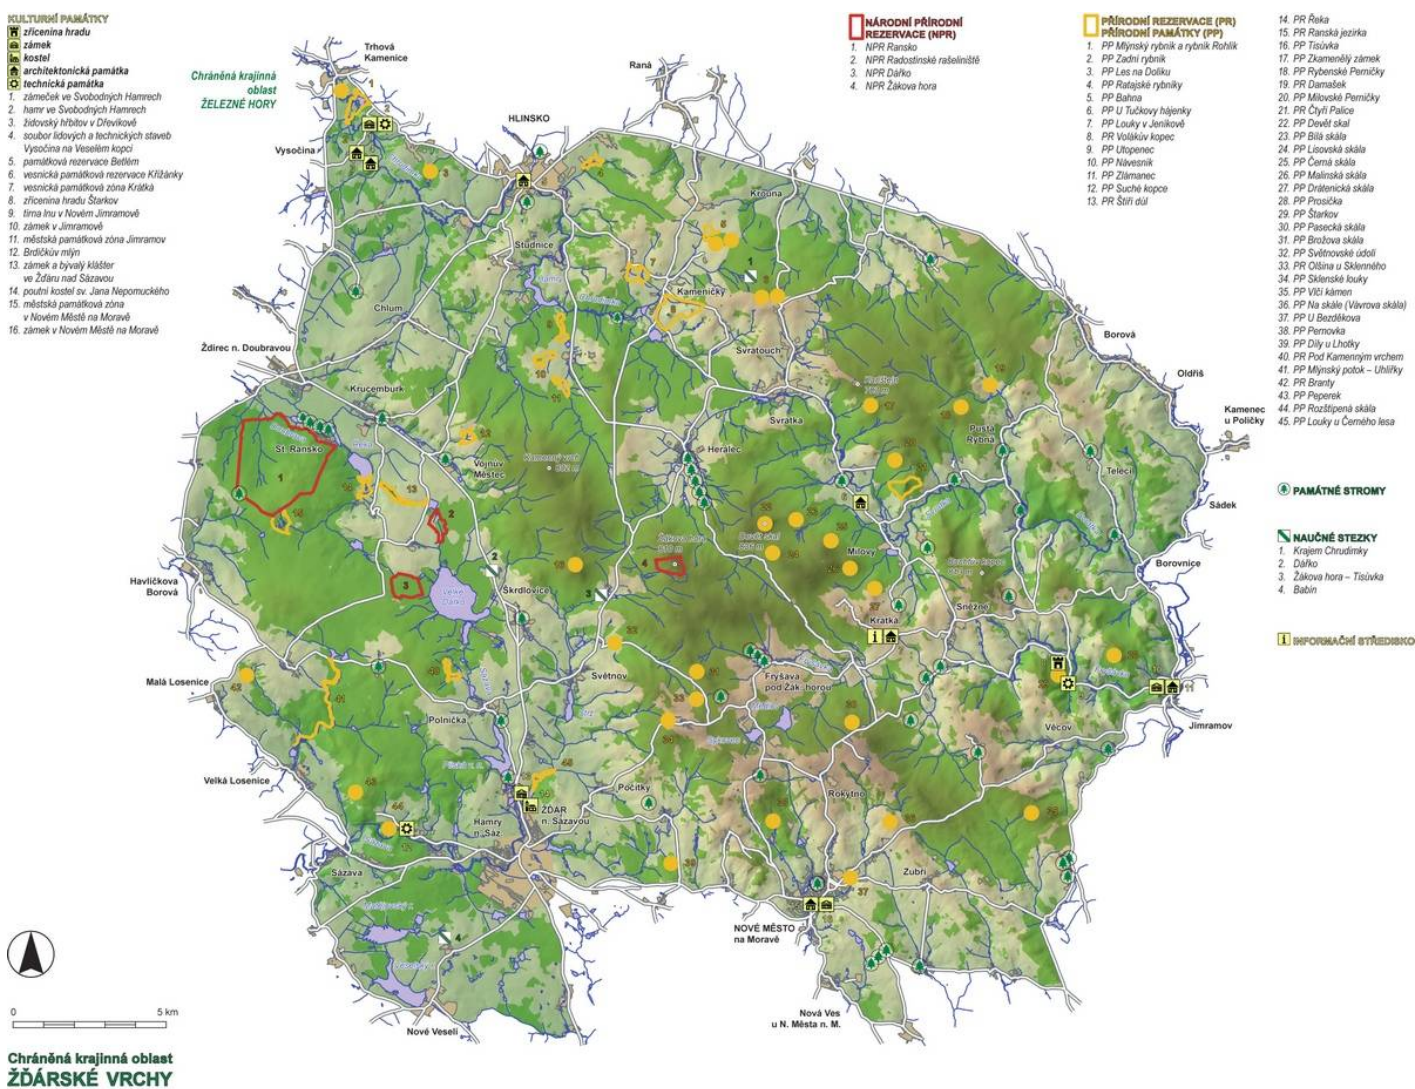 KULTURNÍ PAMÁTKY
zřícenina hradu
zámek
kostel
architektonická památka
technická památka
1. zámeček ve Svobodných Hamrech
2. hamr ve Svobodných Hamrech
3. židovský hřbitov v Dřevíkově
4. soubor lidových a technických staveb
Vysočina na Veselém kopci
5. památková rezervace Betlém
6. vesnická památková rezervace Křižánky
7. vesnická památková zóna Krátká
8. zřícenina hradu Štarkov
9. tírna lnu v Novém Jimramově
10. zámek v Jimramově
11. městská památková zóna Jimramov
12. Brdíčkův mlýn
13. zámek a bývalý klášter
ve Žďáru nad Sázavou
14. poutní kostel sv. Jana Nepomuckého
15. městská památková zóna
v Novém Městě na Moravě
16. zámek v Novém Městě na Moravě
NÁRODNÍ PŘÍRODNÍ
REZERVACE (NPR)
1. NPR Ransko
2. NPR Radostínské rašeliniště
3. NPR Dářko
4. NPR Žákova hora
PŘÍRODNÍ REZERVACE (PR)
PŘÍRODNÍ PAMÁTKY (PP)
1. PP Mlýnský rybník a rybník Rohlík
2. PP Zadní rybník
3. PP Les na Dolíku
4. PP Ratajské rybníky
5. PP Bahna
6. PP U Tučkovy hájenky
7. PP Louky v Jeníkově
8. PR Volákův kopec
9. PP Utopenec
10. PP Návesník
11. PP Zlámanec
12. PP Suché kopce
13. PR Štíří důl
14. PR Řeka
15. PR Ranská jezírka
16. PP Tisůvka
17. PP Zkamenělý zámek
18. PP Rybenské Perničky
19. PR Damašek
20. PP Milovské Perničky
21. PR Čtyři Palice
22. PP Devět skal
23. PP Bílá skála
24. PP Lisovská skála
25. PP Černá skála
26. PP Malinská skála
27. PP Drátenická skála
28. PP Prosíčka
29. PP Štarkov
30. PP Pasecká skála
31. PP Brožova skála
32. PP Světnovské údolí
33. PR Olšina u Skleného
34. PP Sklenské louky
35. PP Vlčí kámen
36. PP Na skále (Vávrova skála)
37. PP U Bezděkova
38. PP Pernovka
39. PP Díly u Lhotky
40. PR Pod Kamenným vrchem
41. PP Mlýnský potok – Uhlířky
42. PR Branty
43. PP Peperek
44. PP Rozštípená skála
45. PP Louky u Černého lesa
PAMÁTNÉ STROMY
NAUČNÉ STEZKY
1. Krajem Chrudimky
2. Dářko
3. Žákova hora – Tisůvka
4. Babín
INFORMAČNÍ STŘEDISKO
Chráněná krajinná
oblast
ŽELEZNÉ HORY
Trhová
Kamenice
Raná
HLINSKO
Vysočina
Krouna
Studnice
Kameničky
Chlum
Svratouch
Borová
Ždírec n. Doubravou
Oldřiš
Krucemburk
Kamenec
u Poličky
Svratka
Pustá
Rybná
St. Ransko
Herálec
Vojnův
Městec
Kamenný vrch
802 m
Telecí
Sádek
Žákova hora
810 m
Devět skal
836 m
Milovy
Borovnice
Havlíčkova
Borová
Velké
Dářko
Škrdlovice
Sněžné
Krátká
Malá Losenice
Světnov
Fryšava
pod Žák. horou
Polnička
Věcov
Jimramov
Velká Losenice
Počítky
Rokytno
ŽĎÁR
n. Sázavou
Hamry
n. Sáz.
Sázava
Zubří
NOVÉ MĚSTO
na Moravě
Nová Ves
u N. Města n. M.
Nové Veselí
0 5 km
Chráněná krajinná oblast
ŽĎÁRSKÉ VRCHY